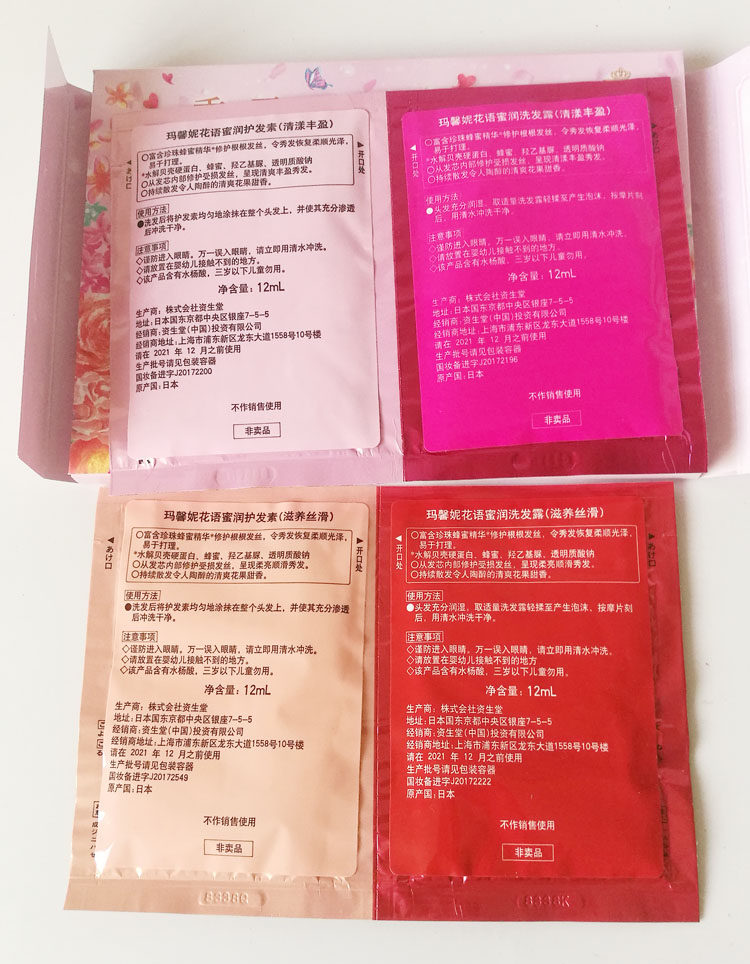 玛馨妮花语蜜润护发素(清漾丰盈)
○富含珍珠蜂蜜精华*修护根根发丝，令秀发恢复柔顺光泽，
易于打理。
*水解贝壳硬蛋白、蜂蜜、羟乙基脲、透明质酸钠
○从发芯内部修护受损发丝，呈现清爽丰盈秀发。
○持续散发令人陶醉的清爽花果甜香。
◀あけ口
◀开口处
使用方法
●洗发后将护发素均匀地涂抹在整个头发上，并使其充分渗透
后冲洗干净。
注意事项
◇谨防进入眼睛。万一误入眼睛，请立即用清水冲洗。
◇请放置在婴幼儿接触不到的地方。
◇该产品含有水杨酸，三岁以下儿童勿用。
净含量：12mL
生产商：株式会社资生堂
地址：日本国东京都中央区银座7-5-5
经销商：资生堂(中国)投资有限公司
经销商地址：上海市浦东新区龙东大道1558号10号楼
请在 2021 年 12 月之前使用
生产批号请见包装容器
国妆备进字J20172200
原产国：日本
不作销售使用
非卖品
玛馨妮花语蜜润洗发露(清漾丰盈)
○富含珍珠蜂蜜精华*修护根根发丝，令秀发恢复柔顺光泽，
易于打理。
*水解贝壳硬蛋白、蜂蜜、羟乙基脲、透明质酸钠
○从发芯内部修护受损发丝，呈现清爽丰盈秀发。
○持续散发令人陶醉的清爽花果甜香。
◀开口处
使用方法
●头发充分润湿，取适量洗发露轻揉至产生泡沫，按摩片刻
后，用清水冲洗干净。
注意事项
◇谨防进入眼睛。万一误入眼睛，请立即用清水冲洗。
◇请放置在婴幼儿接触不到的地方
◇该产品含有水杨酸，三岁以下儿童勿用。
净含量：12mL
生产商：株式会社资生堂
地址：日本国东京都中央区银座7-5-5
经销商：资生堂(中国)投资有限公司
经销商地址：上海市浦东新区龙东大道1558号10号楼
请在 2021 年 12 月之前使用
生产批号请见包装容器
国妆备进字J20172196
原产国：日本
不作销售使用
非卖品
玛馨妮花语蜜润护发素(滋养丝滑)
○富含珍珠蜂蜜精华*修护根根发丝，令秀发恢复柔顺光泽，
易于打理。
*水解贝壳硬蛋白、蜂蜜、羟乙基脲、透明质酸钠
○从发芯内部修护受损发丝，呈现柔亮顺滑秀发。
○持续散发令人陶醉的清爽花果甜香。
◀あけ口
◀开口处
使用方法
●洗发后将护发素均匀地涂抹在整个头发上，并使其充分渗透
后冲洗干净。
注意事项
◇谨防进入眼睛，万一误入眼睛，请立即用清水冲洗。
◇请放置在婴幼儿接触不到的地方
◇该产品含有水杨酸，三岁以下儿童勿用。
净含量：12mL
生产商：株式会社资生堂
地址：日本国东京都中央区银座7-5-5
经销商：资生堂(中国)投资有限公司
经销商地址：上海市浦东新区龙东大道1558号10号楼
请在 2021 年 12 月之前使用
生产批号请见包装容器
国妆备进字J20172549
原产国：日本
不作销售使用
非卖品
玛馨妮花语蜜润洗发露(滋养丝滑)
○富含珍珠蜂蜜精华*修护根根发丝，令秀发恢复柔顺光泽，
易于打理。
*水解贝壳硬蛋白、蜂蜜、羟乙基脲、透明质酸钠
○从发芯内部修护受损发丝，呈现柔亮顺滑秀发。
○持续散发令人陶醉的清爽花果甜香。
◀开口处
あけ口
使用方法
●头发充分润湿，取适量洗发露轻揉至产生泡沫、按摩片刻
后，用清水冲洗干净。
注意事项
◇谨防进入眼睛，万一误入眼睛，请立即用清水冲洗。
◇请放置在婴幼儿接触不到的地方
◇该产品含有水杨酸，三岁以下儿童勿用。
净含量：12mL
生产商：株式会社资生堂
地址：日本国东京都中央区银座7-5-5
经销商：资生堂(中国)投资有限公司
经销商地址：上海市浦东新区龙东大道1558号10号楼
请在 2021 年 12 月之前使用
生产批号请见包装容器
国妆备进字J20172222
原产国：日本
不作销售使用
非卖品
8338K